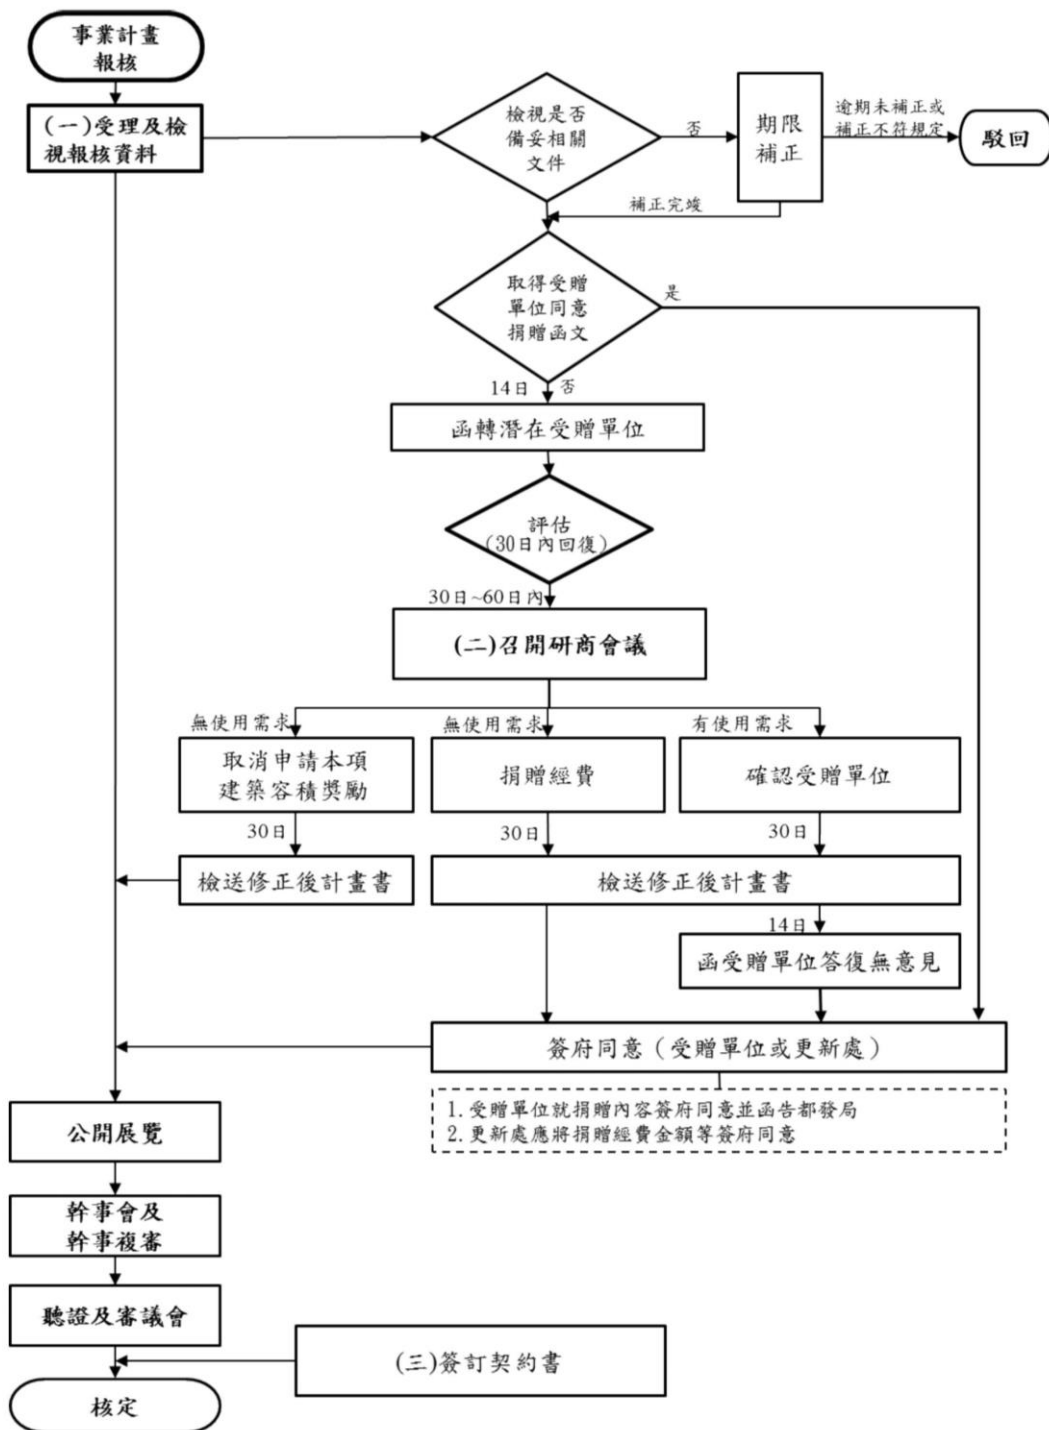 事業計畫
報核
(一)受理及檢
視報核資料
檢視是否
備妥相關
文件
否
期限
補正
逾期未補正或
補正不符規定
駁回
補正完竣
取得受贈
單位同意
捐贈函文
是
14日
否
函轉潛在受贈單位
評估
(30日內回復)
30日~60日內
(二)召開研商會議
無使用需求
無使用需求
有使用需求
取消申請本項
建築容積獎勵
捐贈經費
確認受贈單位
30日
30日
30日
檢送修正後計畫書
檢送修正後計畫書
14日
函受贈單位答復無意見
簽府同意（受贈單位或更新處）
1.受贈單位就捐贈內容簽府同意並函告都發局
2.更新處應將捐贈經費金額等簽府同意
公開展覽
幹事會及
幹事複審
聽證及審議會
(三)簽訂契約書
核定